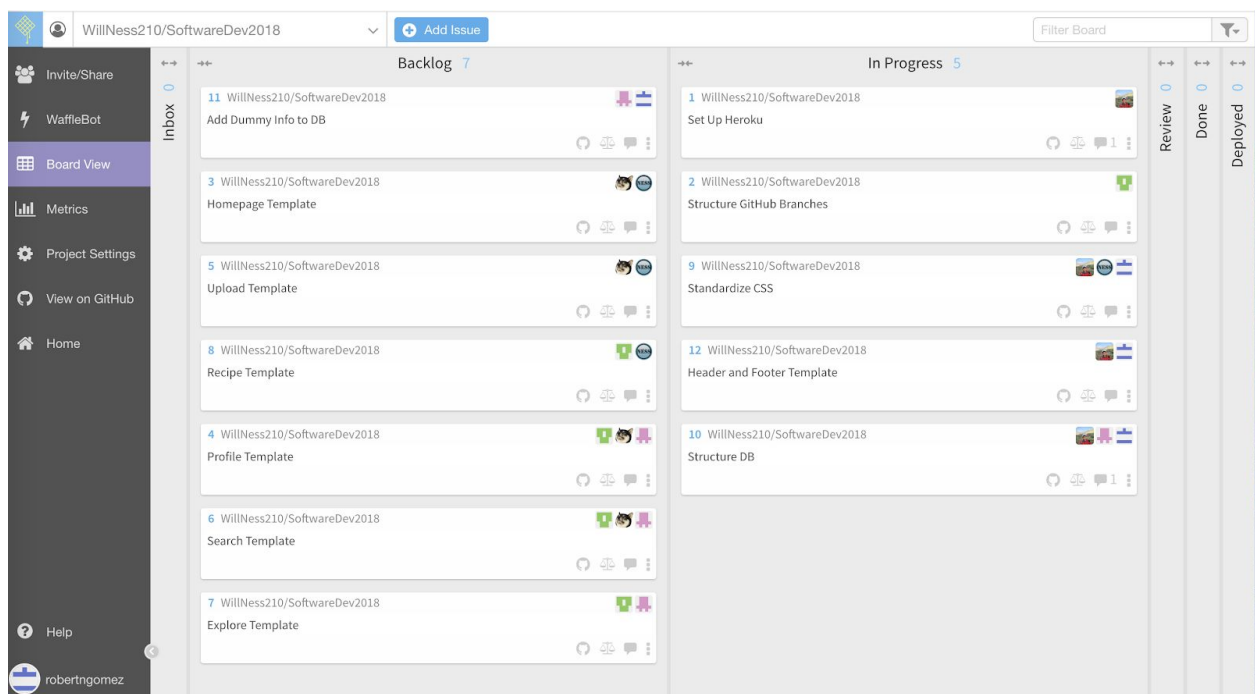 WillNess210/SoftwareDev2018
Add Issue
Filter Board
Invite/Share
WaffleBot
Board View
Metrics
Project Settings
View on GitHub
Home
Help
robertngomez
0 Inbox
Backlog 7
11 WillNess210/SoftwareDev2018
Add Dummy Info to DB
3 WillNess210/SoftwareDev2018
Homepage Template
NESS
5 WillNess210/SoftwareDev2018
Upload Template
NESS
8 WillNess210/SoftwareDev2018
Recipe Template
NESS
4 WillNess210/SoftwareDev2018
Profile Template
6 WillNess210/SoftwareDev2018
Search Template
7 WillNess210/SoftwareDev2018
Explore Template
In Progress 5
1 WillNess210/SoftwareDev2018
Set Up Heroku
1
2 WillNess210/SoftwareDev2018
Structure GitHub Branches
9 WillNess210/SoftwareDev2018
Standardize CSS
NESS
12 WillNess210/SoftwareDev2018
Header and Footer Template
10 WillNess210/SoftwareDev2018
Structure DB
1
0 Review
0 Done
0 Deployed